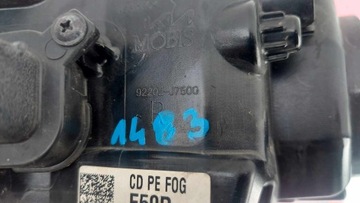 MOBIS
92202-J7500
R
1483
CD PE FOG